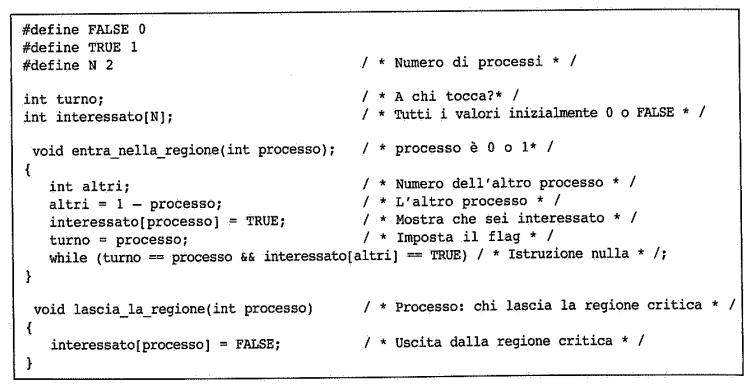 #define FALSE 0
#define TRUE 1
#define N 2 / * Numero di processi * /
int turno; / * A chi tocca?* /
int interessato[N]; / * Tutti i valori inizialmente 0 o FALSE * /
void entra_nella_regione(int processo); / * processo è 0 o 1* /
{
int altri; / * Numero dell'altro processo * /
altri = 1 – processo; / * L'altro processo * /
interessato[processo] = TRUE; / * Mostra che sei interessato * /
turno = processo; / * Imposta il flag * /
while (turno == processo && interessato[altri] == TRUE) / * Istruzione nulla * /;
}
void lascia_la_regione(int processo) / * Processo: chi lascia la regione critica * /
{
interessato[processo] = FALSE; / * Uscita dalla regione critica * /
}